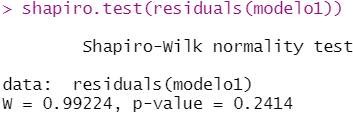 > shapiro.test(residuals(modelo1))
Shapiro-Wilk normality test
data:  residuals(modelo1)
W = 0.99224, p-value = 0.2414